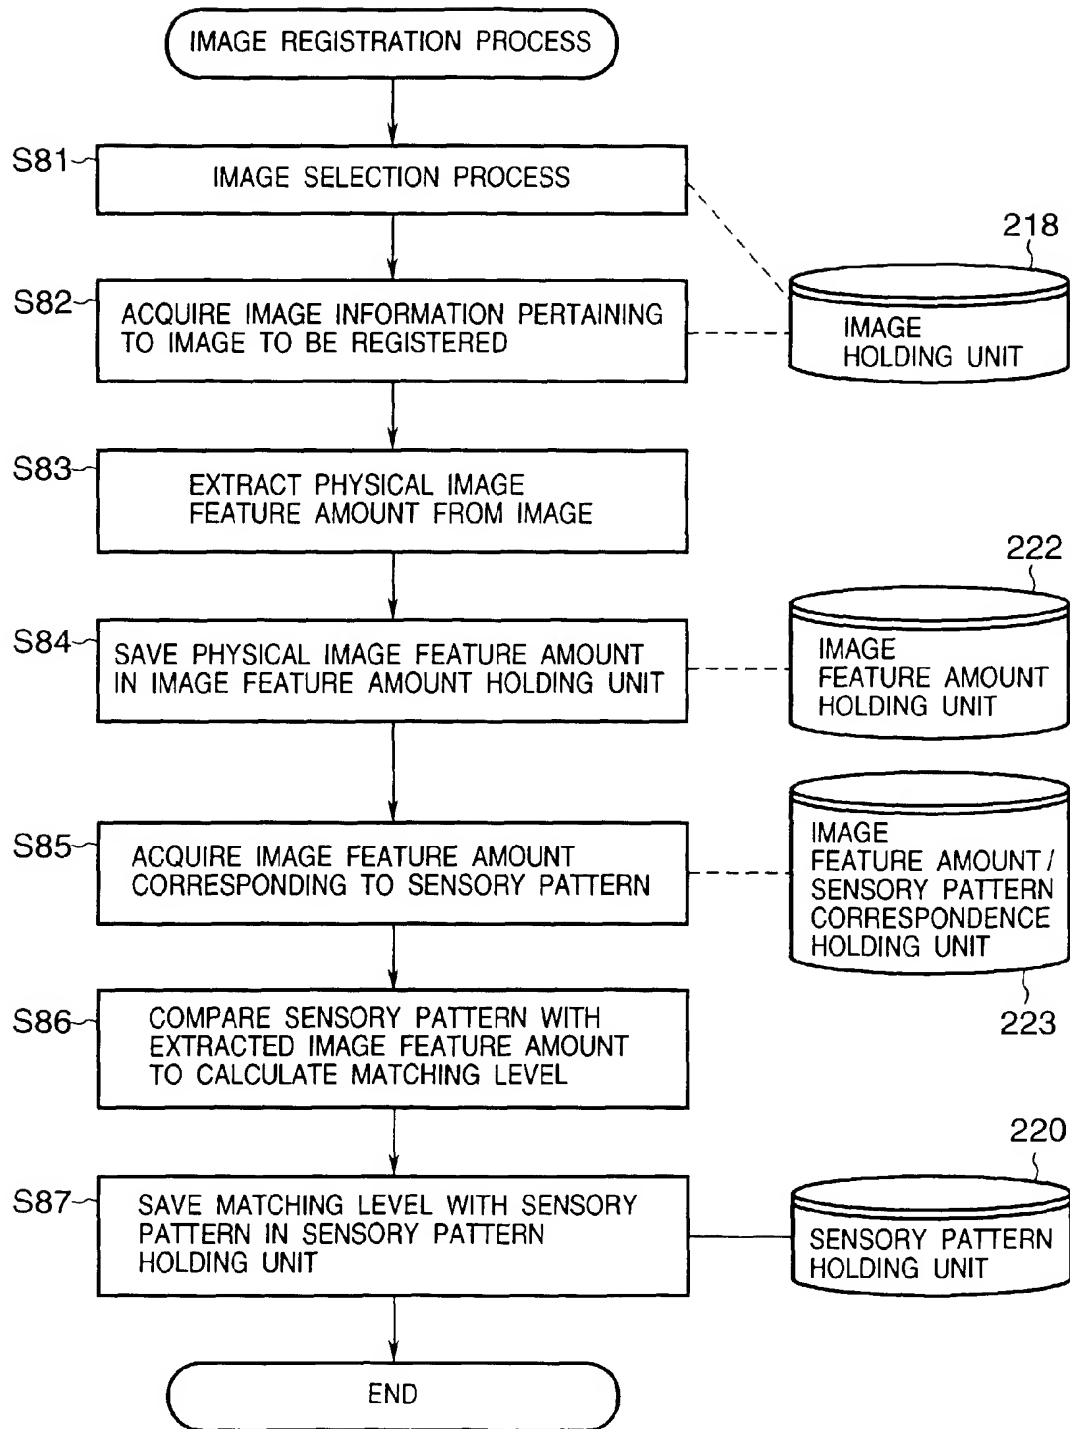 IMAGE REGISTRATION PROCESS
S81
IMAGE SELECTION PROCESS
218
S82
ACQUIRE IMAGE INFORMATION PERTAINING
TO IMAGE TO BE REGISTERED
IMAGE
HOLDING UNIT
S83
EXTRACT PHYSICAL IMAGE
FEATURE AMOUNT FROM IMAGE
222
S84
SAVE PHYSICAL IMAGE FEATURE AMOUNT
IN IMAGE FEATURE AMOUNT HOLDING UNIT
IMAGE
FEATURE AMOUNT
HOLDING UNIT
S85
ACQUIRE IMAGE FEATURE AMOUNT
CORRESPONDING TO SENSORY PATTERN
IMAGE
FEATURE AMOUNT/
SENSORY PATTERN
CORRESPONDENCE
HOLDING UNIT
223
S86
COMPARE SENSORY PATTERN WITH
EXTRACTED IMAGE FEATURE AMOUNT
TO CALCULATE MATCHING LEVEL
220
S87
SAVE MATCHING LEVEL WITH SENSORY
PATTERN IN SENSORY PATTERN
HOLDING UNIT
SENSORY PATTERN
HOLDING UNIT
END